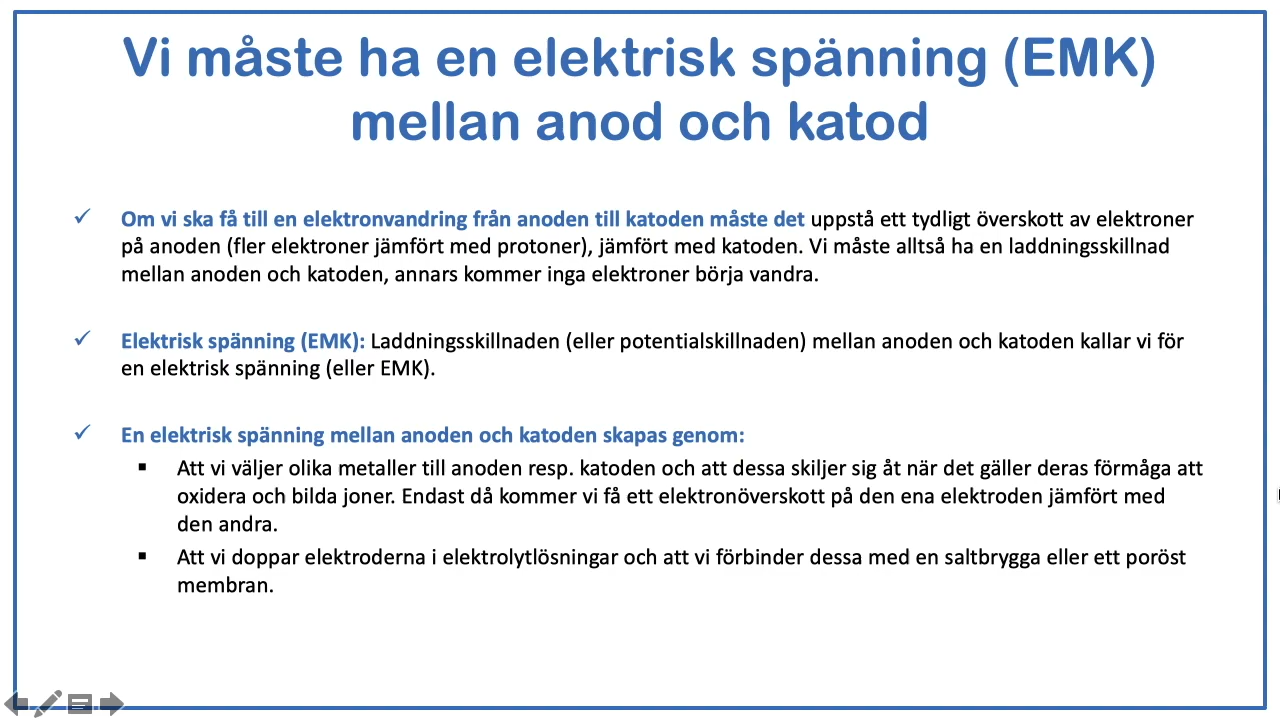 Vi måste ha en elektrisk spänning (EMK)
mellan anod och katod
✓ Om vi ska få till en elektronvandring från anoden till katoden måste det uppstå ett tydligt överskott av elektroner
på anoden (fler elektroner jämfört med protoner), jämfört med katoden. Vi måste alltså ha en laddningsskillnad
mellan anoden och katoden, annars kommer inga elektroner börja vandra.
✓ Elektrisk spänning (EMK): Laddningsskillnaden (eller potentialskillnaden) mellan anoden och katoden kallar vi för
en elektrisk spänning (eller EMK).
✓ En elektrisk spänning mellan anoden och katoden skapas genom:
▪ Att vi väljer olika metaller till anoden resp. katoden och att dessa skiljer sig åt när det gäller deras förmåga att
oxidera och bilda joner. Endast då kommer vi få ett elektronöverskott på den ena elektroden jämfört med
den andra.
▪ Att vi doppar elektroderna i elektrolytlösningar och att vi förbinder dessa med en saltbrygga eller ett poröst
membran.